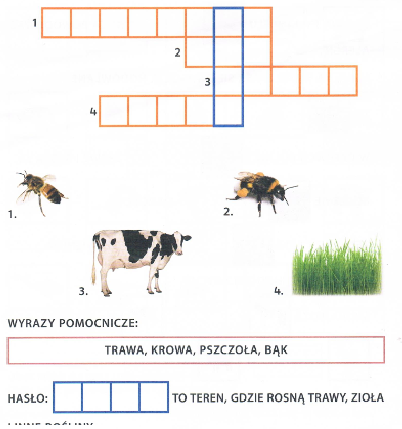 1
2
3
4
1.
2.
3.
4.
WYRAZY POMOCNICZE:
TRAWA, KROWA, PSZCZOŁA, BĄK
HASŁO:
TO TEREN, GDZIE ROSNĄ TRAWY, ZIOŁA